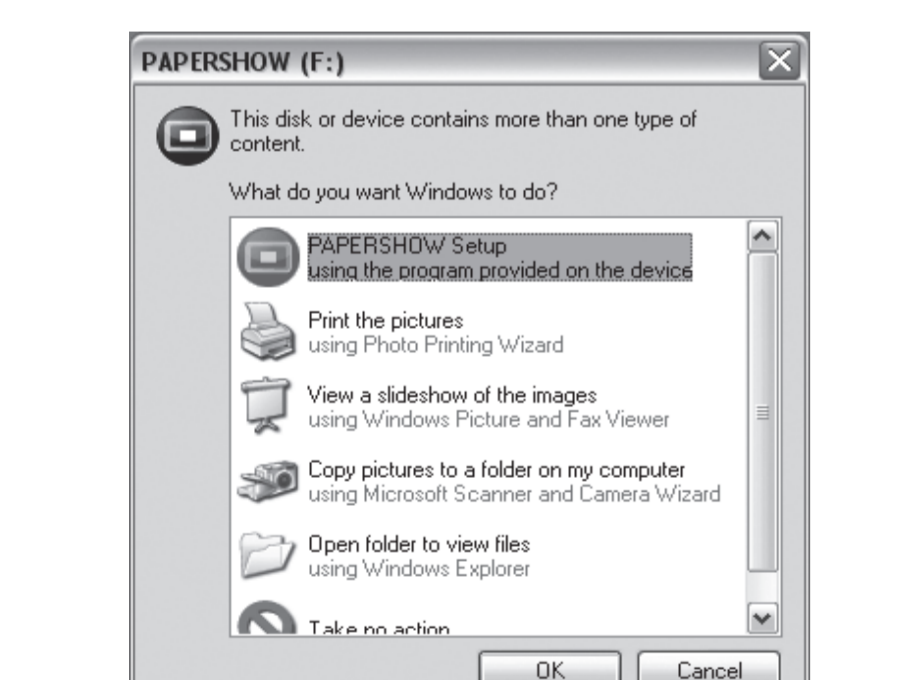 PAPERSHOW (F:)
This disk or device contains more than one type of
content.
What do you want Windows to do?
PAPERSHOW Setup
using the program provided on the device
Print the pictures
using Photo Printing Wizard
View a slideshow of the images
using Windows Picture and Fax Viewer
Copy pictures to a folder on my computer
using Microsoft Scanner and Camera Wizard
Open folder to view files
using Windows Explorer
Take no action
OK
Cancel